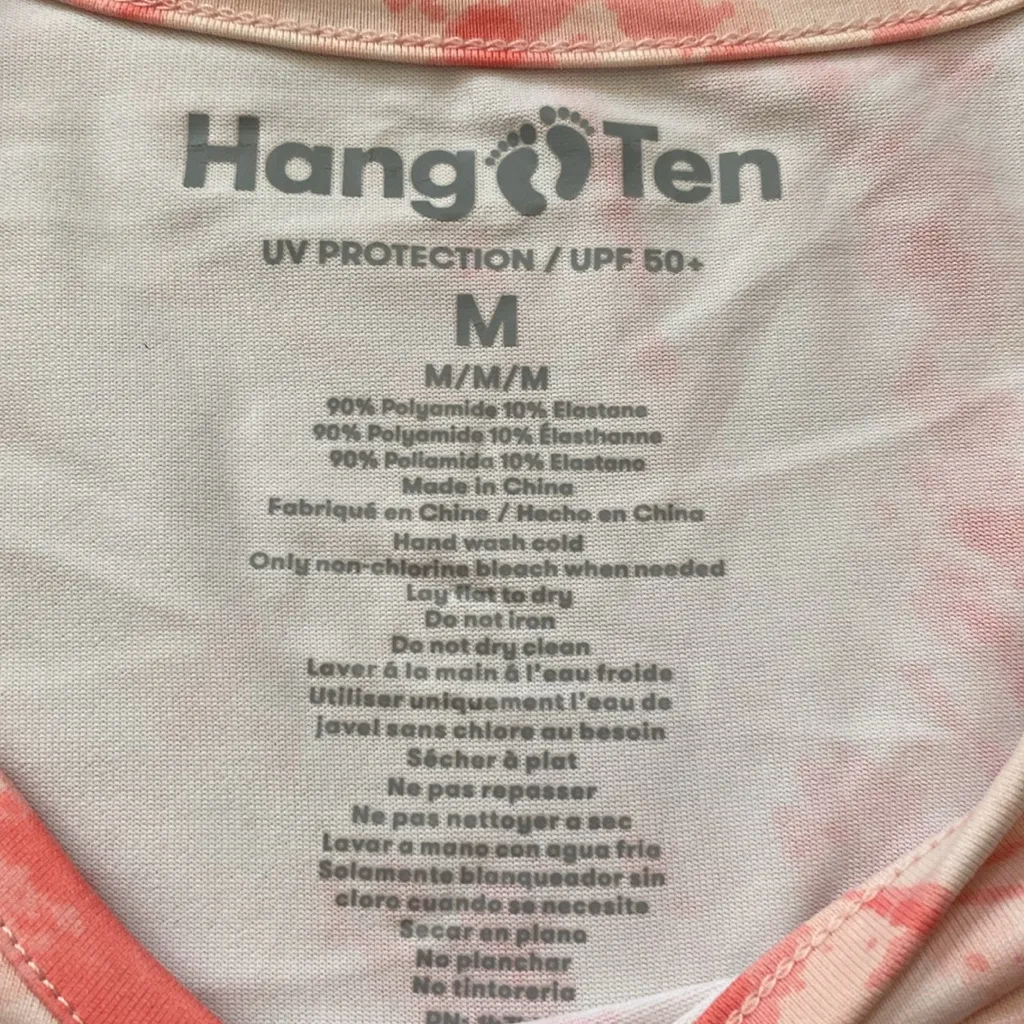 Hang Ten
UV PROTECTION / UPF 50+
M
M/M/M
90% Polyamide 10% Elastane
90% Polyamide 10% Élasthanne
90% Poliamida 10% Elastano
Made in China
Fabriqué en Chine / Hecho en China
Hand wash cold
Only non-chlorine bleach when needed
Lay flat to dry
Do not iron
Do not dry clean
Laver á la main á l'eau froide
Utiliser uniquement l'eau de
javel sans chlore au besoin
Sécher à plat
Ne pas repasser
Ne pas nettoyer a sec
Lavar a mano con agua fria
Solamente blanqueador sin
cloro cuando se necesite
Secar en plano
No planchar
No tintoreria